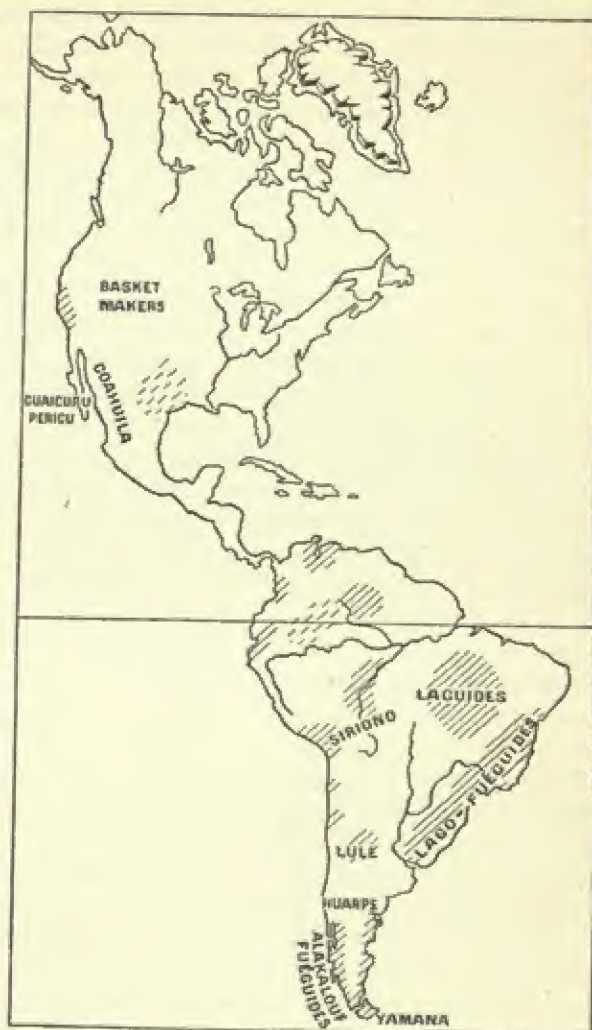 BASKET
MAKERS
COAHUILA
GUAICURU
PERICU
LAGUIDES
SIRIONO
LAGO-FUEGUIDES
LULE
HUARPE
ALAKALOUF
FUEGUIDES
YAMANA